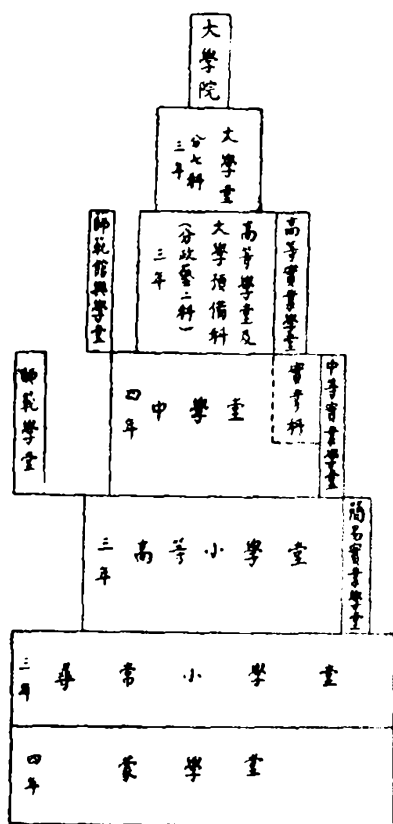 大學院
大學堂
分七科
三年
高等實業學堂
高等學堂及
大學預備科
(分政藝二科)
三年
師範館與學堂
中等實業學堂
實業科
中學堂
四年
師範學堂
簡易實業學堂
三年 高等小學堂
三年 尋常小學堂
四年 蒙學堂